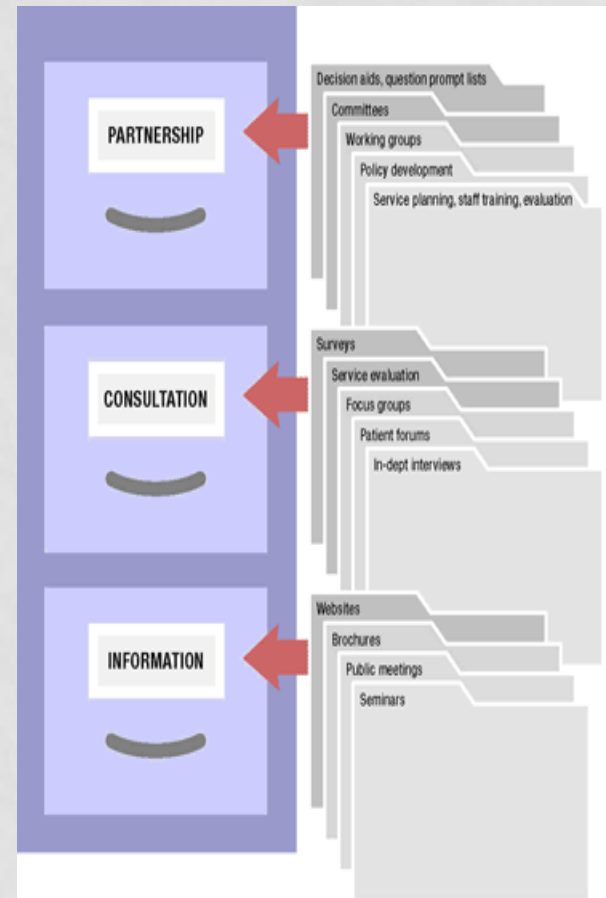 PARTNERSHIP
Decision aids, question prompt lists
Committees
Working groups
Policy development
Service planning, staff training, evaluation
CONSULTATION
Surveys
Service evaluation
Focus groups
Patient forums
In-dept interviews
INFORMATION
Websites
Brochures
Public meetings
Seminars